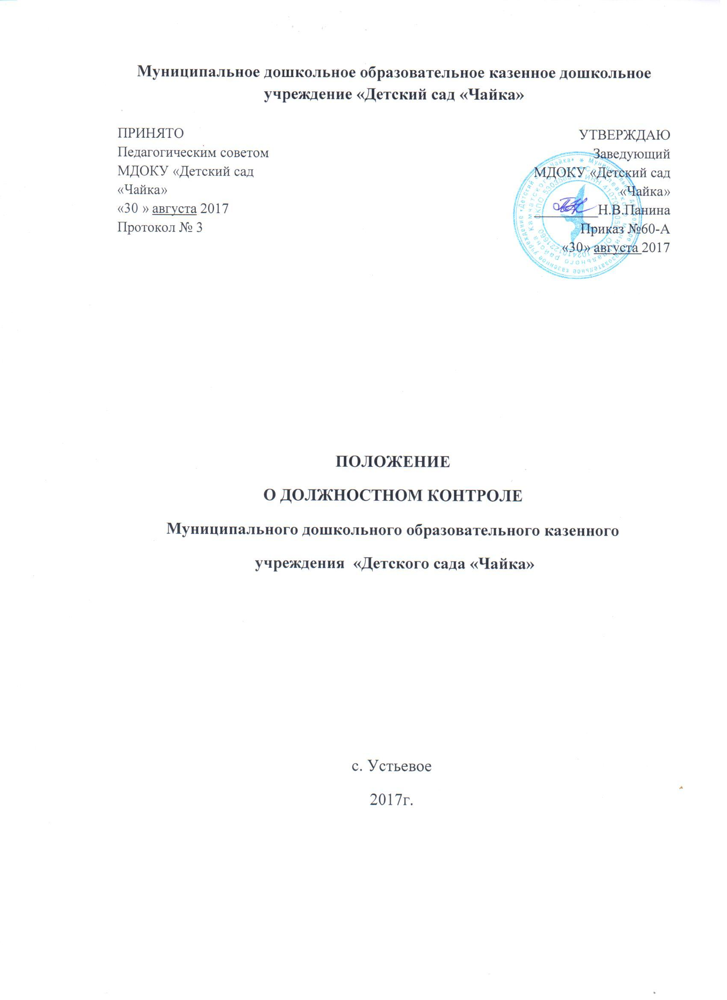 Муниципальное дошкольное образовательное казенное дошкольное
учреждение «Детский сад «Чайка»
ПРИНЯТО
Педагогическим советом
МДОКУ «Детский сад
«Чайка»
«30 » августа 2017
Протокол № 3
УТВЕРЖДАЮ
Заведующий
МДОКУ «Детский сад
«Чайка»
__________Н.В.Панина
Приказ №60-А
«30» августа 2017
ПОЛОЖЕНИЕ
О ДОЛЖНОСТНОМ КОНТРОЛЕ
Муниципального дошкольного образовательного казенного
учреждения «Детского сада «Чайка»
с. Устьевое
2017г.